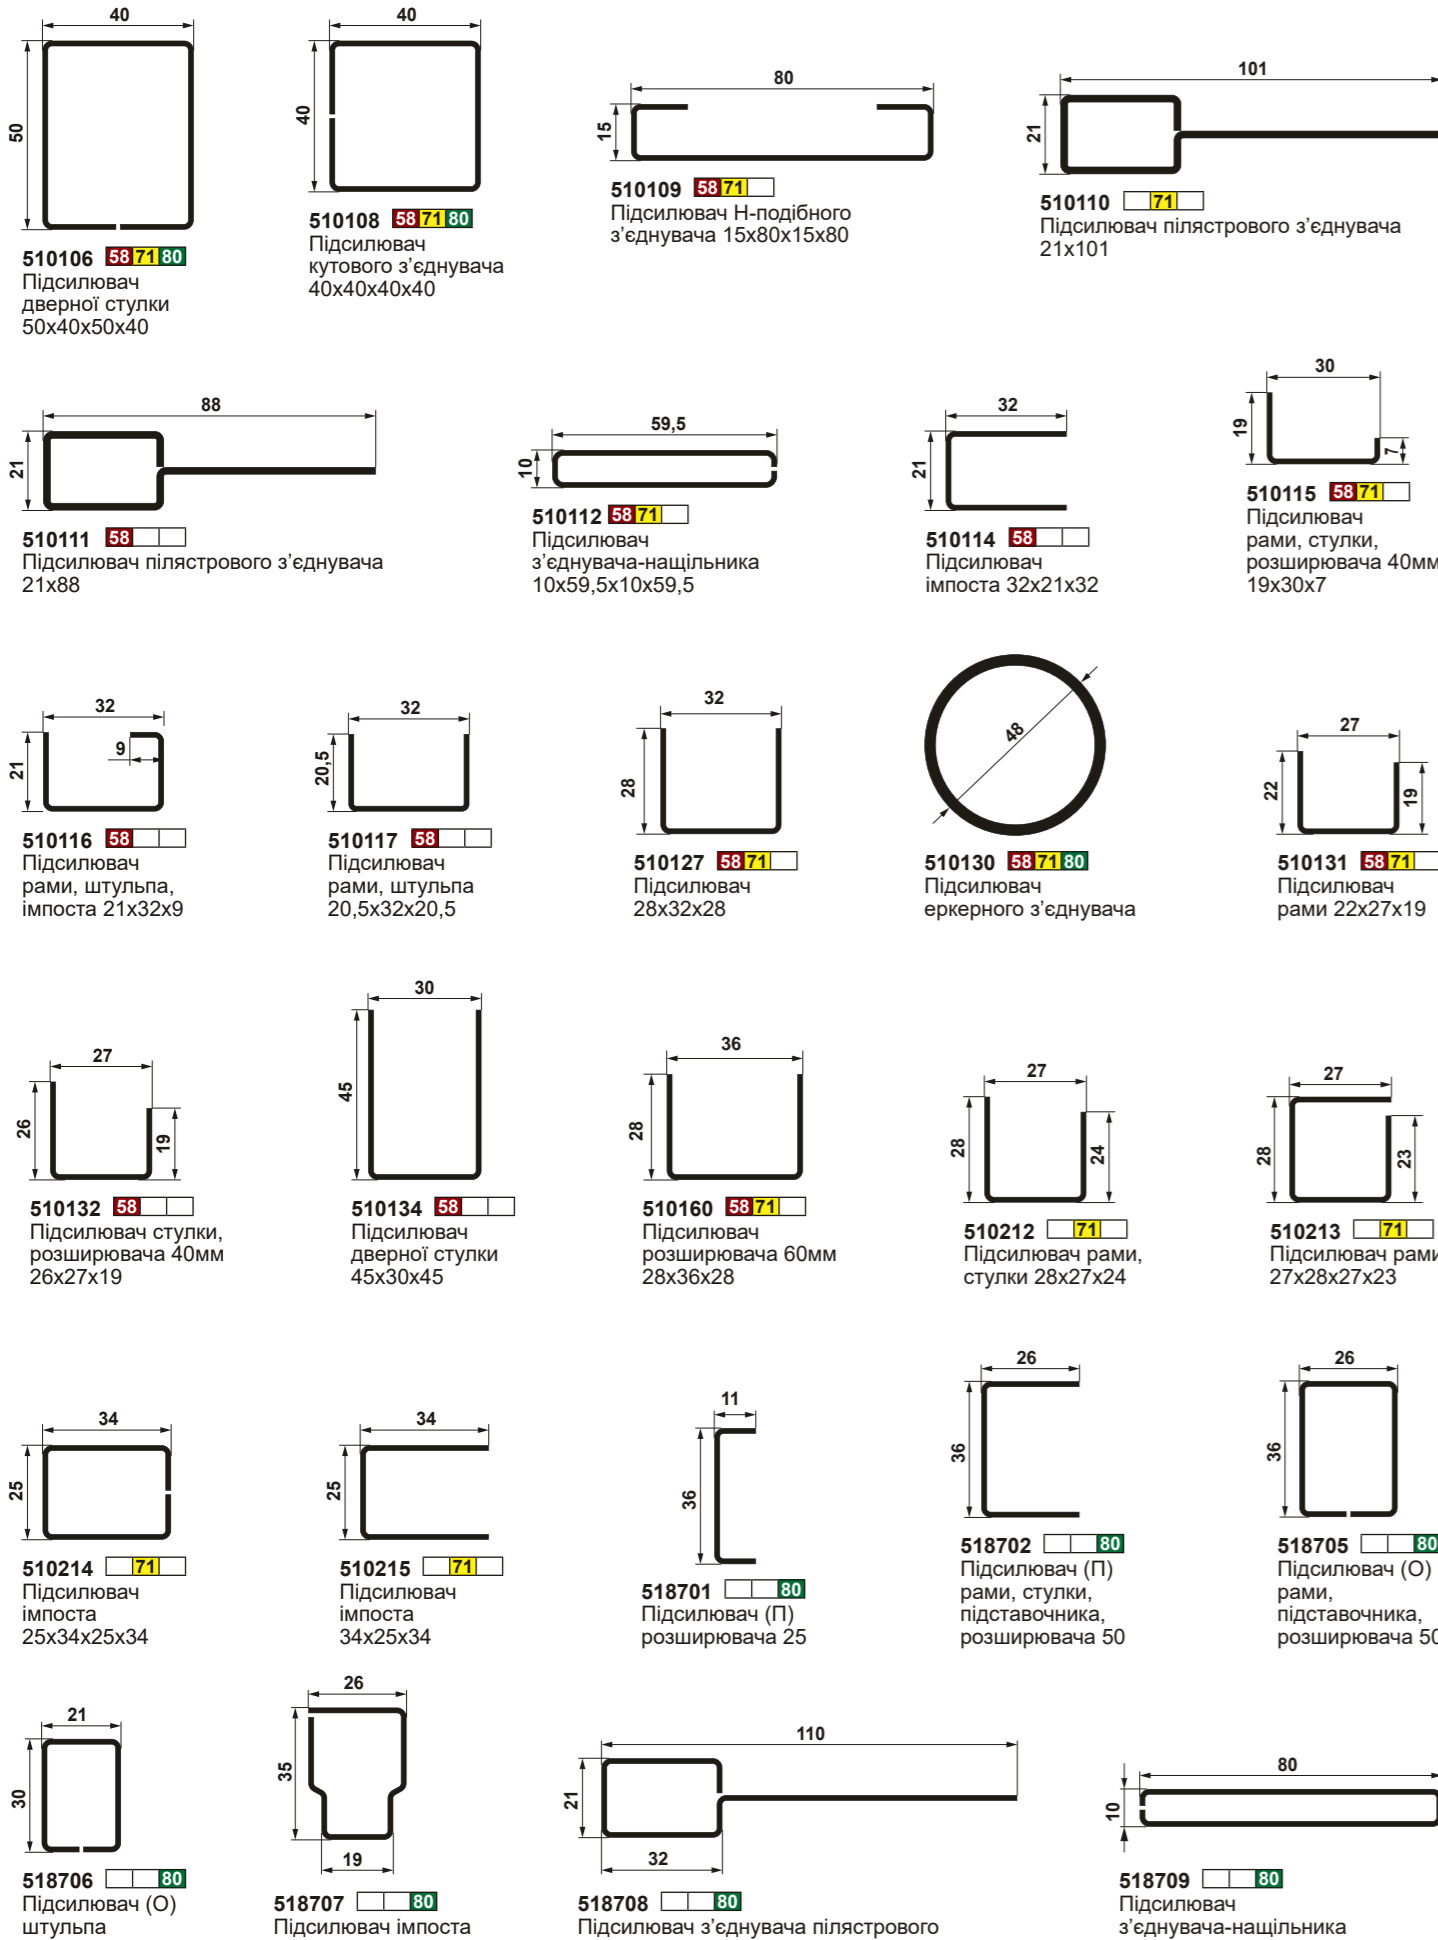 40
50
510106 58 71 80
Підсилювач
дверної стулки
50х40х50х40
40
40
510108 58 71 80
Підсилювач
кутового з’єднувача
40х40х40х40
80
15
510109 58 71
Підсилювач Н-подібного
з’єднувача 15х80х15х80
101
21
510110 71
Підсилювач пілястрового з’єднувача
21х101
88
21
510111 58
Підсилювач пілястрового з’єднувача
21х88
59,5
10
510112 58 71
Підсилювач
з’єднувача-нащільника
10х59,5х10х59,5
32
21
510114 58
Підсилювач
імпоста 32х21х32
30
19
7
510115 58 71
Підсилювач
рами, стулки,
розширювача 40мм
19х30х7
32
9
21
510116 58
Підсилювач
рами, штульпа,
імпоста 21х32х9
32
20,5
510117 58
Підсилювач
рами, штульпа
20,5х32х20,5
32
28
510127 58 71
Підсилювач
28х32х28
48
510130 58 71 80
Підсилювач
еркерного з’єднувача
27
22
19
510131 58 71
Підсилювач
рами 22х27х19
27
26
19
510132 58
Підсилювач стулки,
розширювача 40мм
26х27х19
30
45
510134 58
Підсилювач
дверної стулки
45х30х45
36
28
510160 58 71
Підсилювач
розширювача 60мм
28х36х28
27
28
24
510212 71
Підсилювач рами,
стулки 28х27х24
27
28
23
510213 71
Підсилювач рами
27х28х27х23
34
25
510214 71
Підсилювач
імпоста
25х34х25х34
34
25
510215 71
Підсилювач
імпоста
34х25х34
11
36
518701 80
Підсилювач (П)
розширювача 25
26
36
518702 80
Підсилювач (П)
рами, стулки,
підставочника,
розширювача 50
26
36
518705 80
Підсилювач (О)
рами,
підставочника,
розширювача 50
21
30
518706 80
Підсилювач (О)
штульпа
26
35
19
518707 80
Підсилювач імпоста
110
21
32
518708 80
Підсилювач з’єднувача пілястрового
80
10
518709 80
Підсилювач
з’єднувача-нащільника